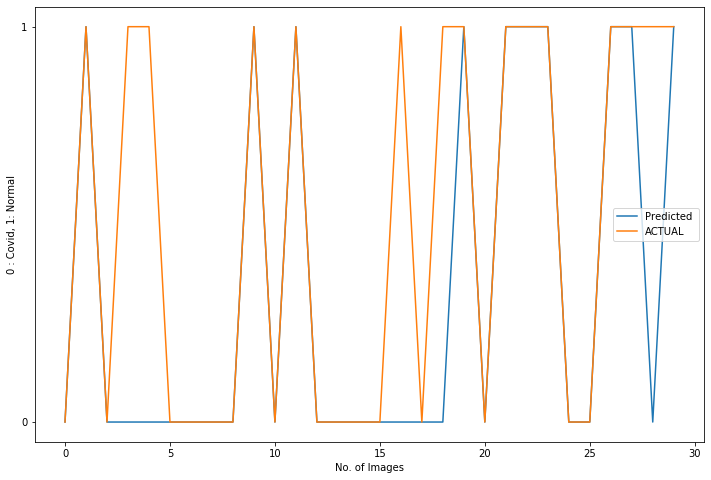 1
0
0 : Covid, 1: Normal
Predicted
ACTUAL
0 5 10 15 20 25 30
No. of Images